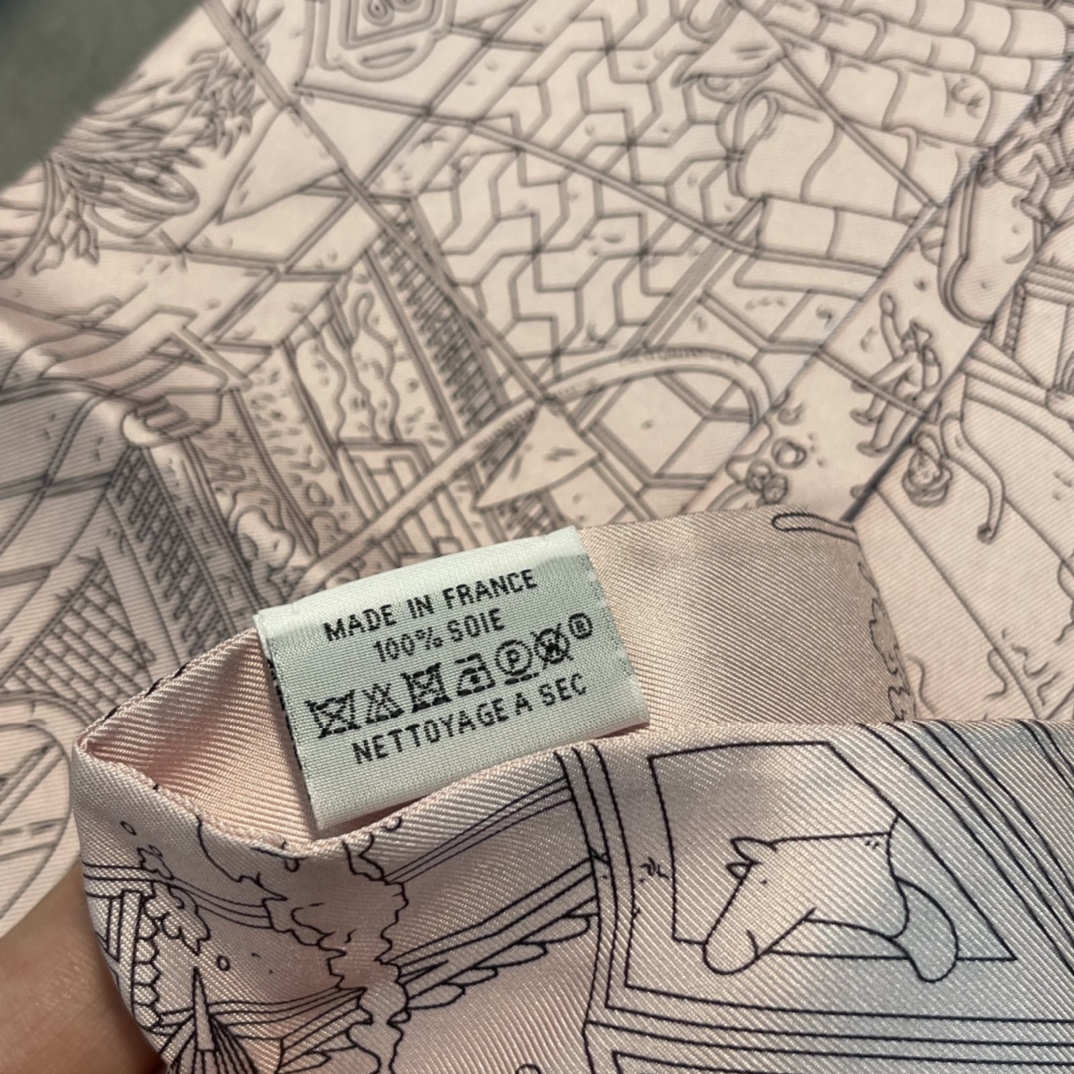 MADE IN FRANCE
100% SOIE
P ®
NETTOYAGE A SEC